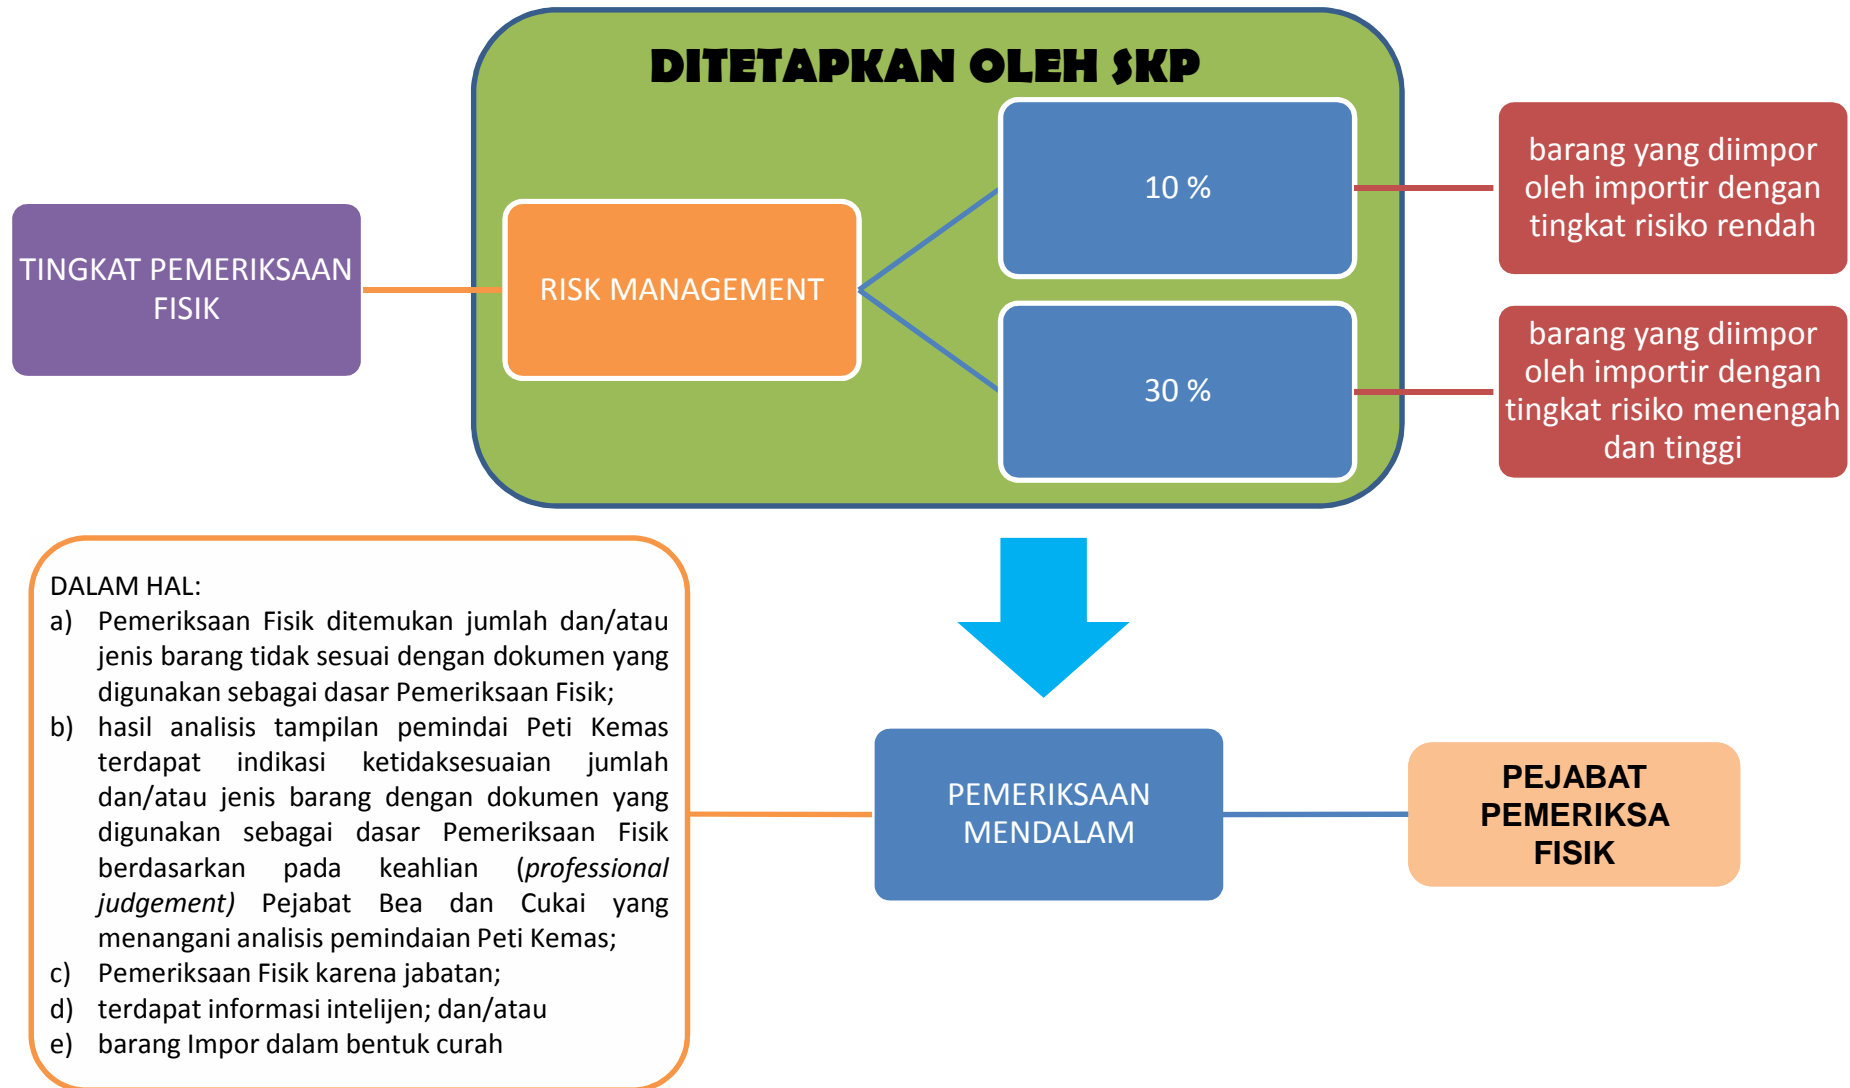 DITETAPKAN OLEH SKP
TINGKAT PEMERIKSAAN
FISIK
RISK MANAGEMENT
10 %
30 %
barang yang diimpor
oleh importir dengan
tingkat risiko rendah
barang yang diimpor
oleh importir dengan
tingkat risiko menengah
dan tinggi
DALAM HAL:
a) Pemeriksaan Fisik ditemukan jumlah dan/atau
jenis barang tidak sesuai dengan dokumen yang
digunakan sebagai dasar Pemeriksaan Fisik;
b) hasil analisis tampilan pemindai Peti Kemas
terdapat indikasi ketidaksesuaian jumlah
dan/atau jenis barang dengan dokumen yang
digunakan sebagai dasar Pemeriksaan Fisik
berdasarkan pada keahlian (professional
judgement) Pejabat Bea dan Cukai yang
menangani analisis pemindaian Peti Kemas;
c) Pemeriksaan Fisik karena jabatan;
d) terdapat informasi intelijen; dan/atau
e) barang Impor dalam bentuk curah
PEMERIKSAAN
MENDALAM
PEJABAT
PEMERIKSA
FISIK